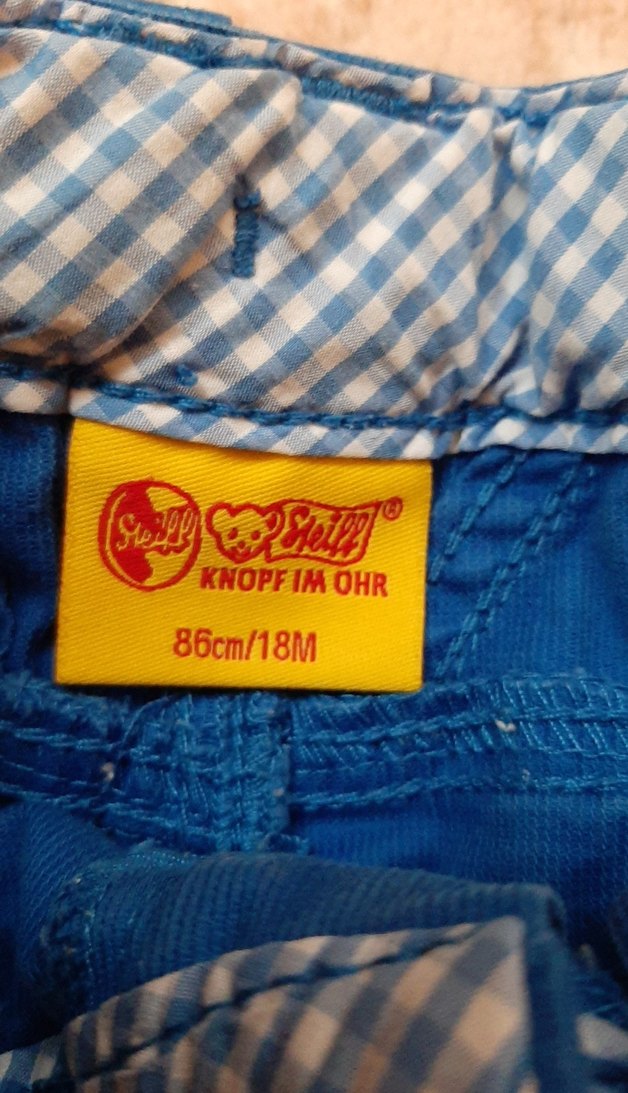 Steiff Steiff®
KNOPF IM OHR
86cm/18M